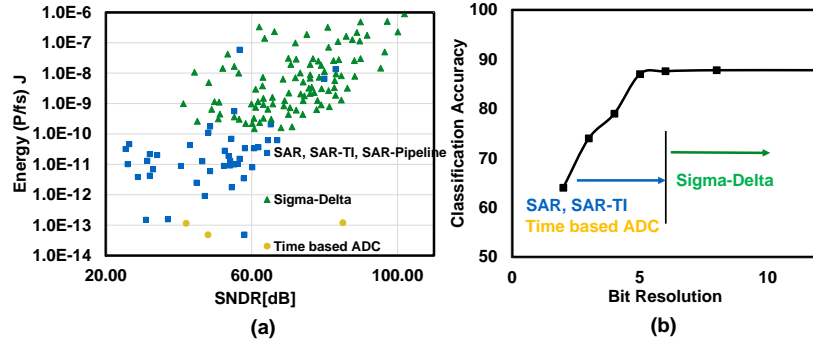 1.0E-6
1.0E-7
1.0E-8
1.0E-9
1.0E-10
1.0E-11
1.0E-12
1.0E-13
1.0E-14
Energy (P/fs) J
SAR, SAR-TI, SAR-Pipeline
Sigma-Delta
Time based ADC
20.00 60.00 100.00
SNDR[dB]
(a)
100
90
80
70
60
50
Classification Accuracy
Sigma-Delta
SAR, SAR-TI
Time based ADC
0 5 10
Bit Resolution
(b)